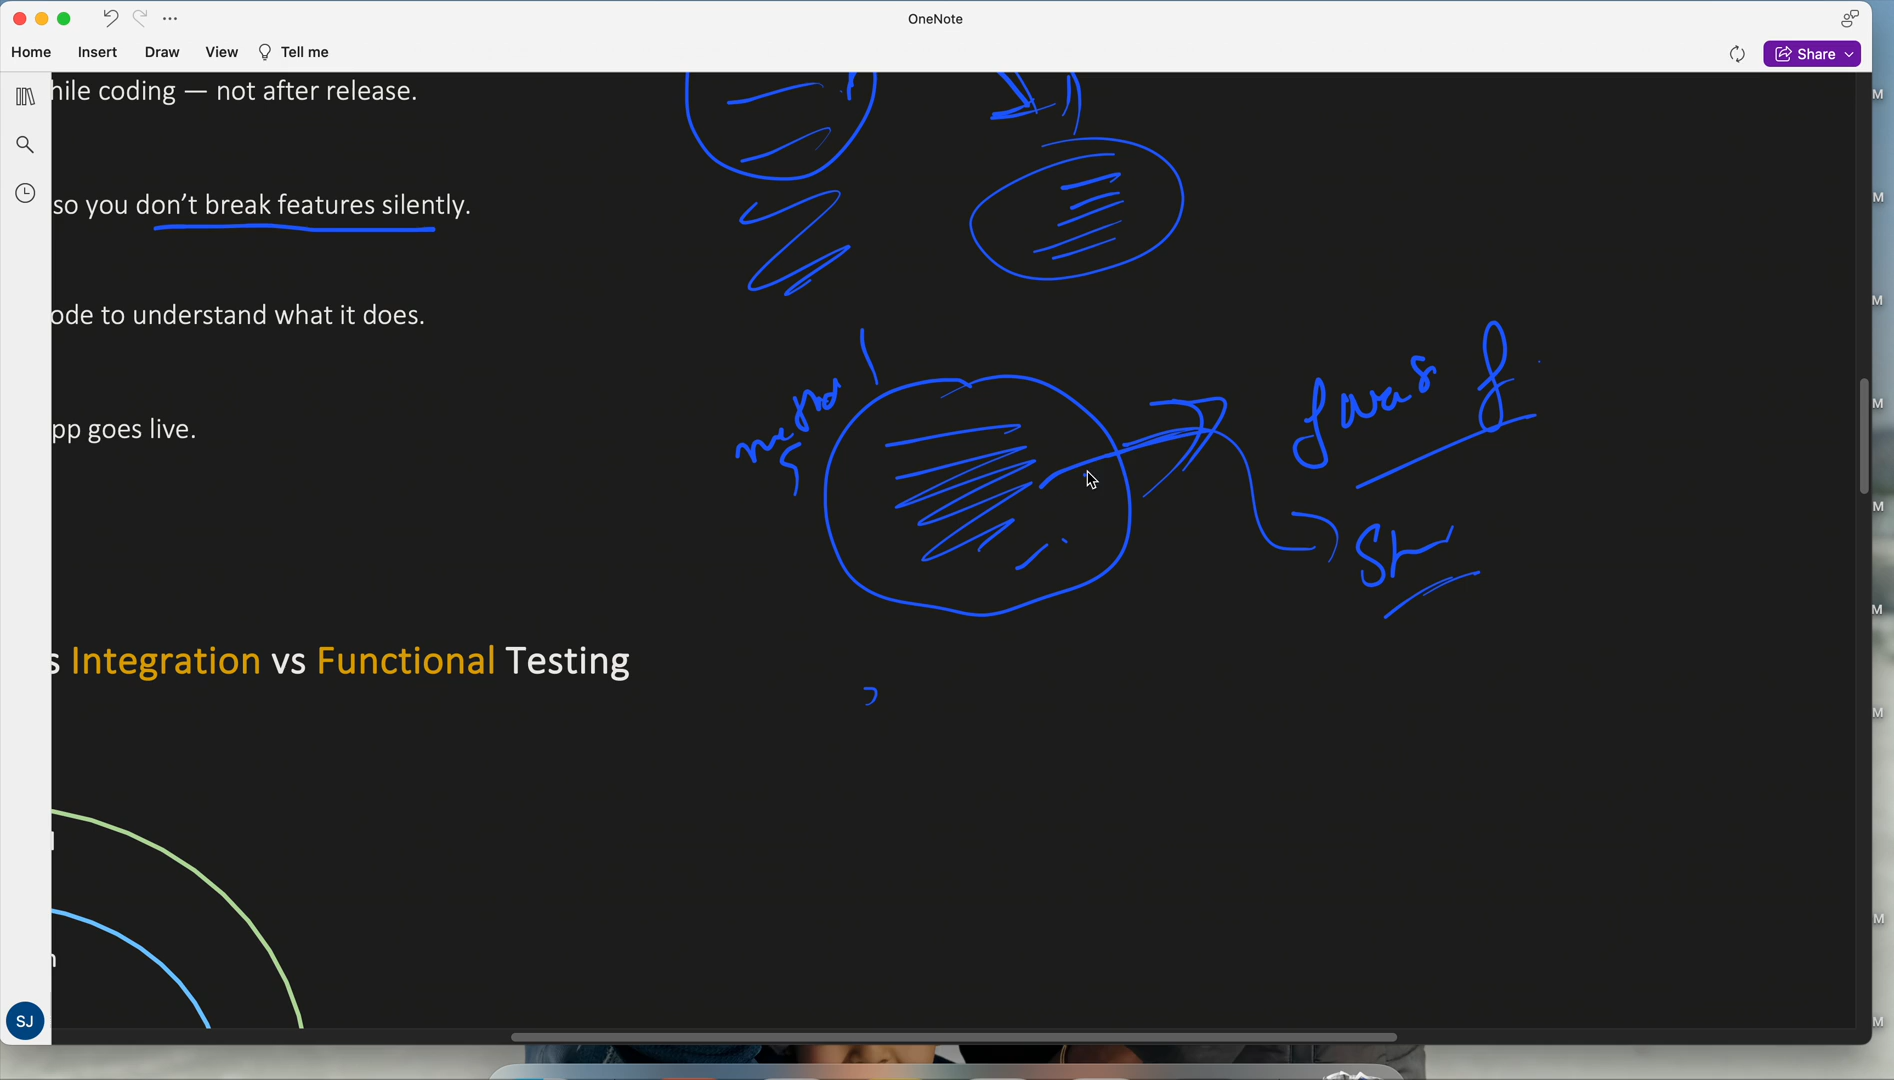 OneNote
Home Insert Draw View Tell me Share
hile coding — not after release.
so you don't break features silently.
ode to understand what it does.
pp goes live.
s Integration vs Functional Testing
SJ
M
M
M
M
M
M
M
M
M